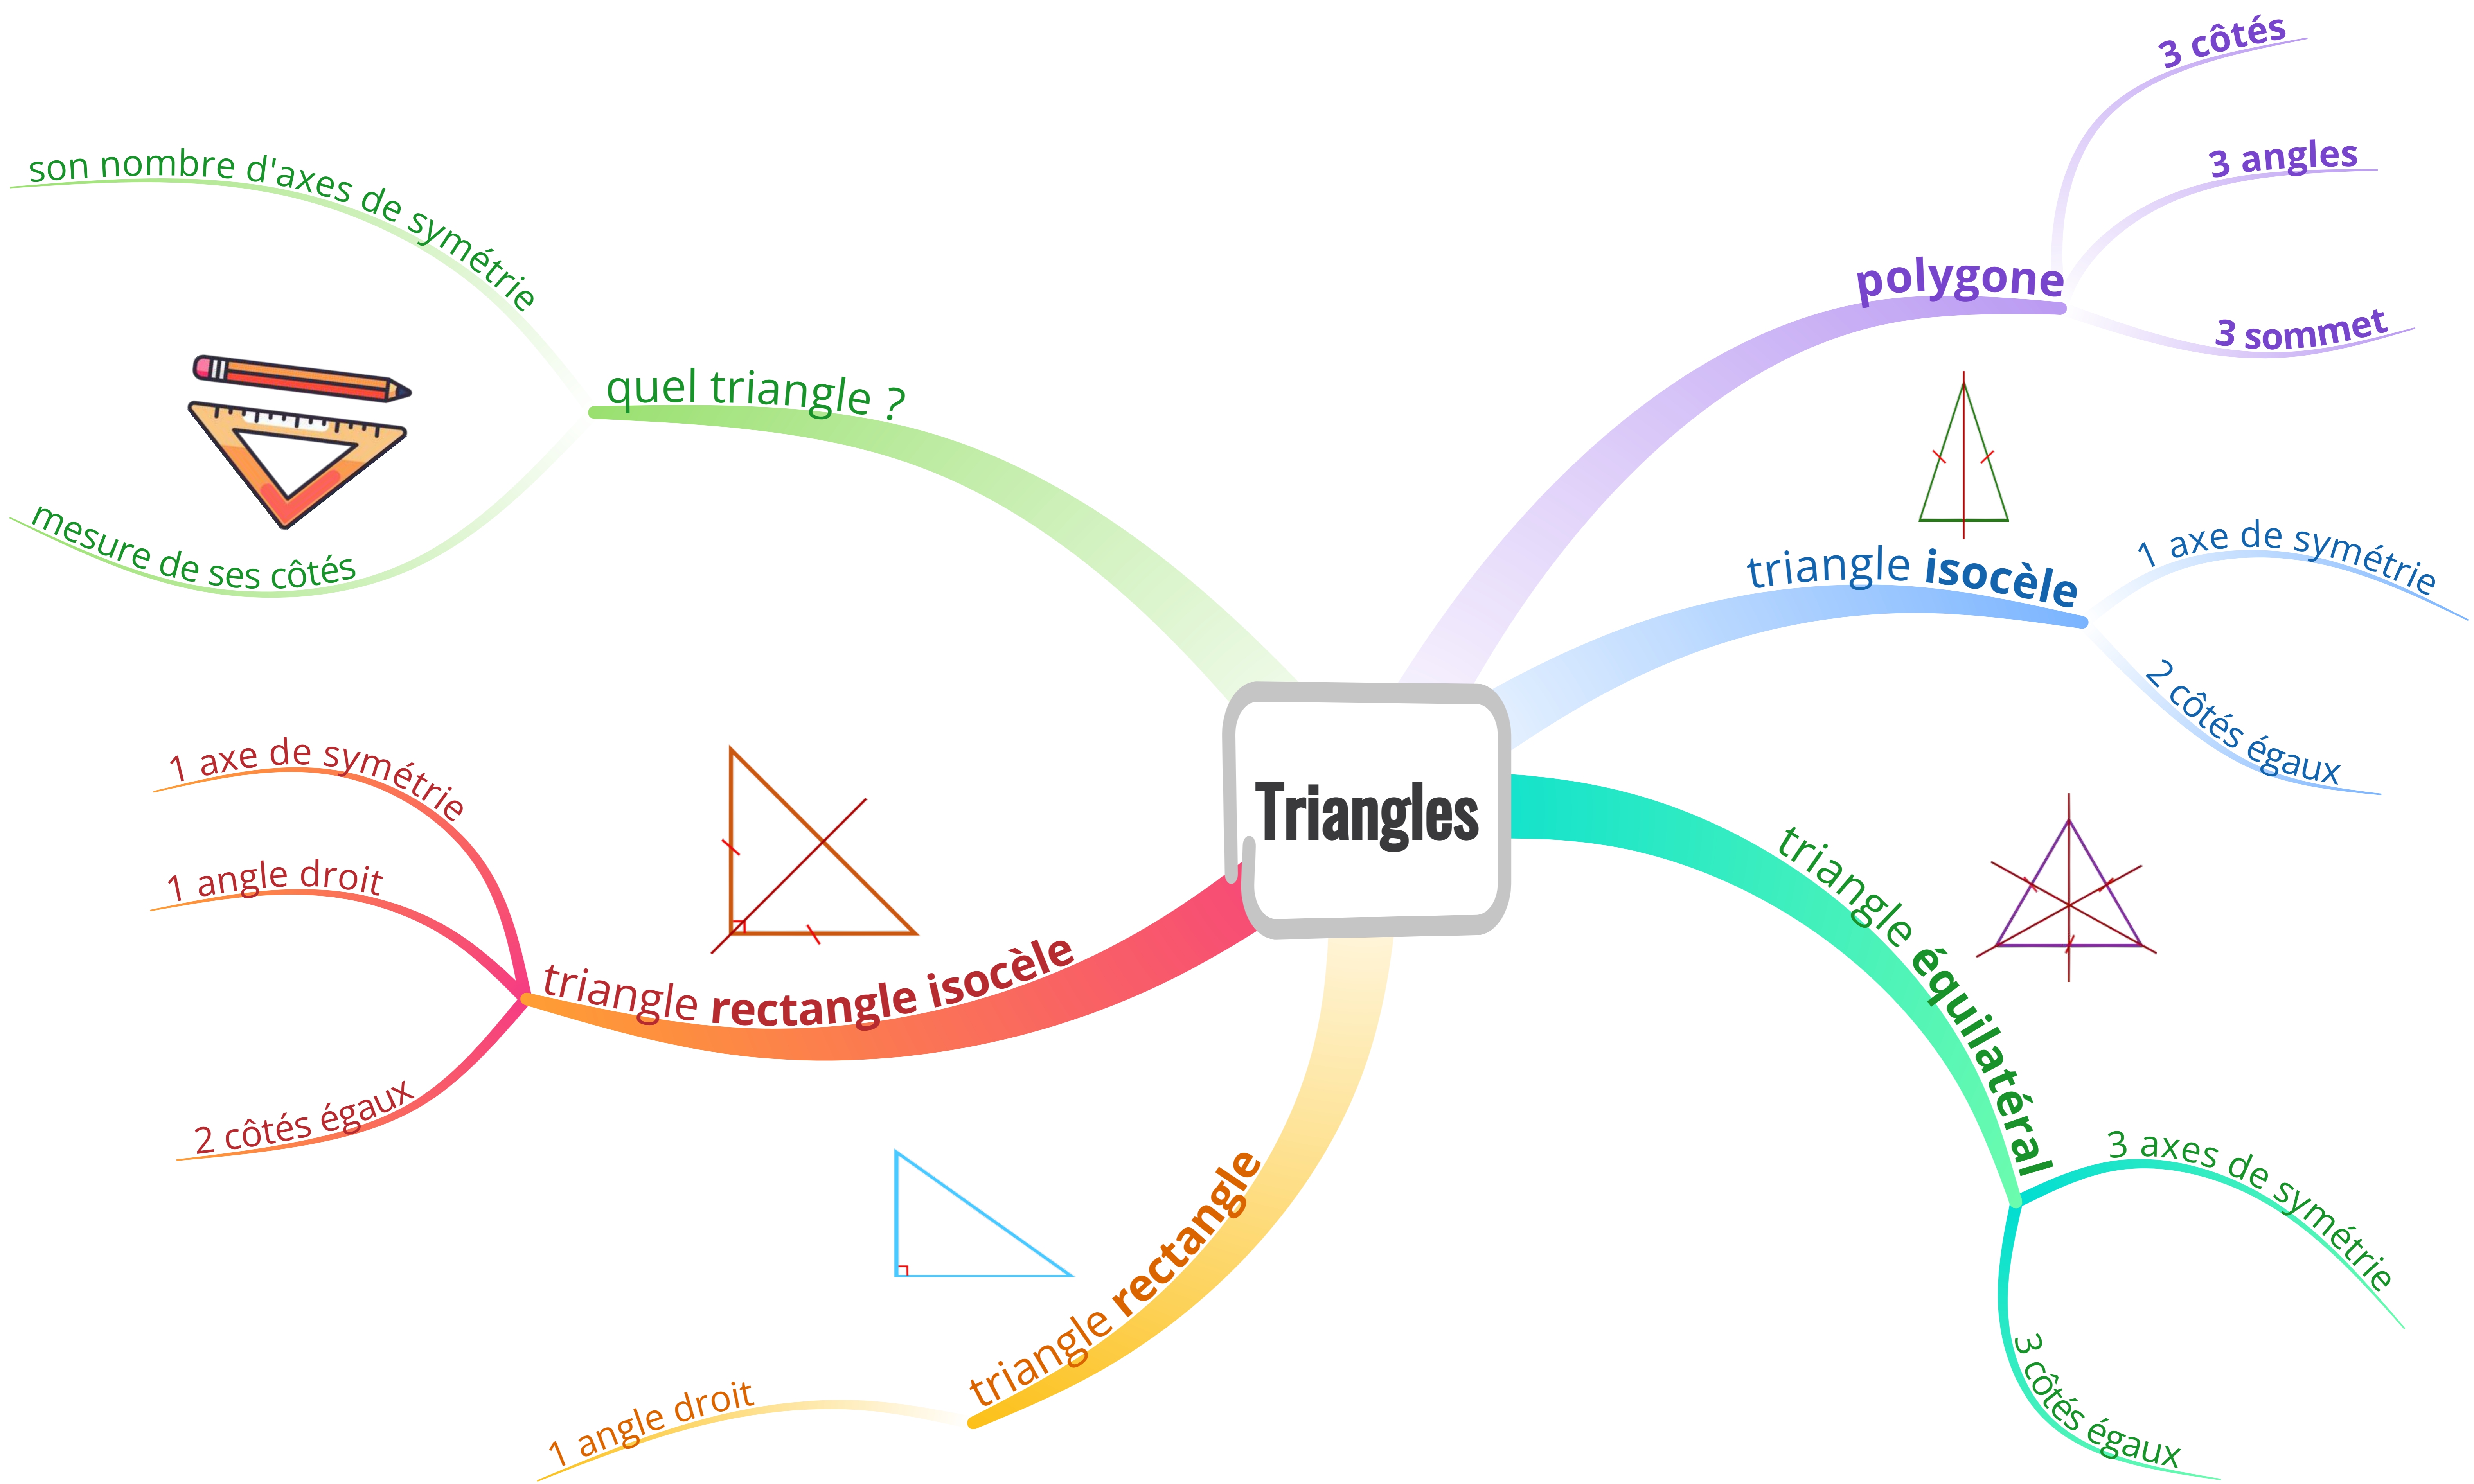 Triangles
polygone
3 côtés
3 angles
3 sommet
triangle isocèle
1 axe de symétrie
2 côtés égaux
triangle équilatéral
3 axes de symétrie
3 côtés égaux
triangle rectangle
1 angle droit
triangle rectangle isocèle
1 axe de symétrie
1 angle droit
2 côtés égaux
quel triangle ?
son nombre d'axes de symétrie
mesure de ses côtés